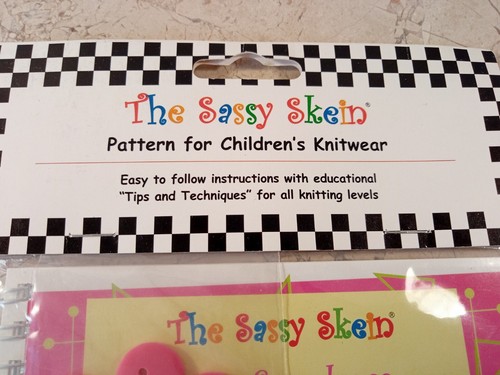 The Sassy Skein®
Pattern for Children's Knitwear
Easy to follow instructions with educational
"Tips and Techniques" for all knitting levels
The Sassy Skein®